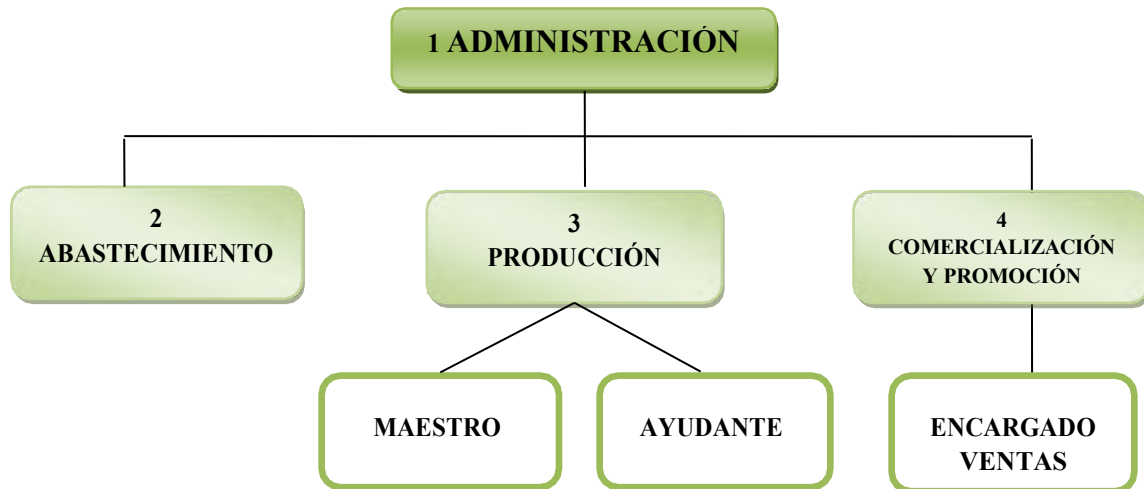 1 ADMINISTRACIÓN
2
ABASTECIMIENTO
3
PRODUCCIÓN
4
COMERCIALIZACIÓN
Y PROMOCIÓN
MAESTRO
AYUDANTE
ENCARGADO
VENTAS